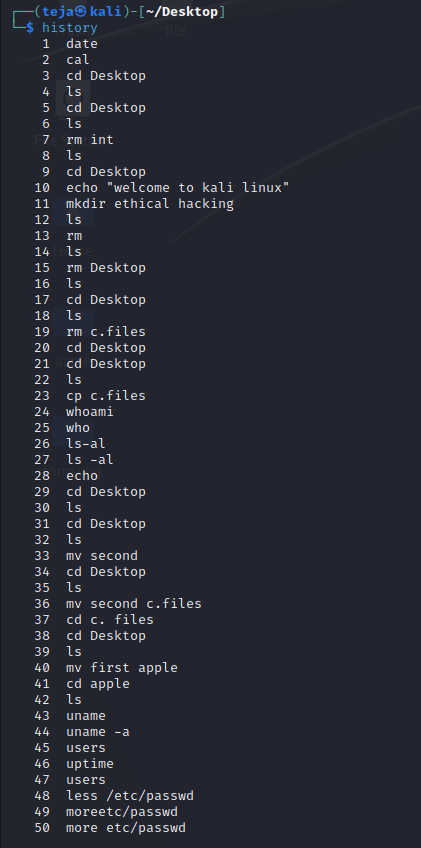 ┌──(teja㉿kali)-[~/Desktop]
└─$ history
1 date
2 cal
3 cd Desktop
4 ls
5 cd Desktop
6 ls
7 rm int
8 ls
9 cd Desktop
10 echo "welcome to kali linux"
11 mkdir ethical hacking
12 ls
13 rm
14 ls
15 rm Desktop
16 ls
17 cd Desktop
18 ls
19 rm c.files
20 cd Desktop
21 cd Desktop
22 ls
23 cp c.files
24 whoami
25 who
26 ls-al
27 ls -al
28 echo
29 cd Desktop
30 ls
31 cd Desktop
32 ls
33 mv second
34 cd Desktop
35 ls
36 mv second c.files
37 cd c. files
38 cd Desktop
39 ls
40 mv first apple
41 cd apple
42 ls
43 uname
44 uname -a
45 users
46 uptime
47 users
48 less /etc/passwd
49 moreetc/passwd
50 more etc/passwd